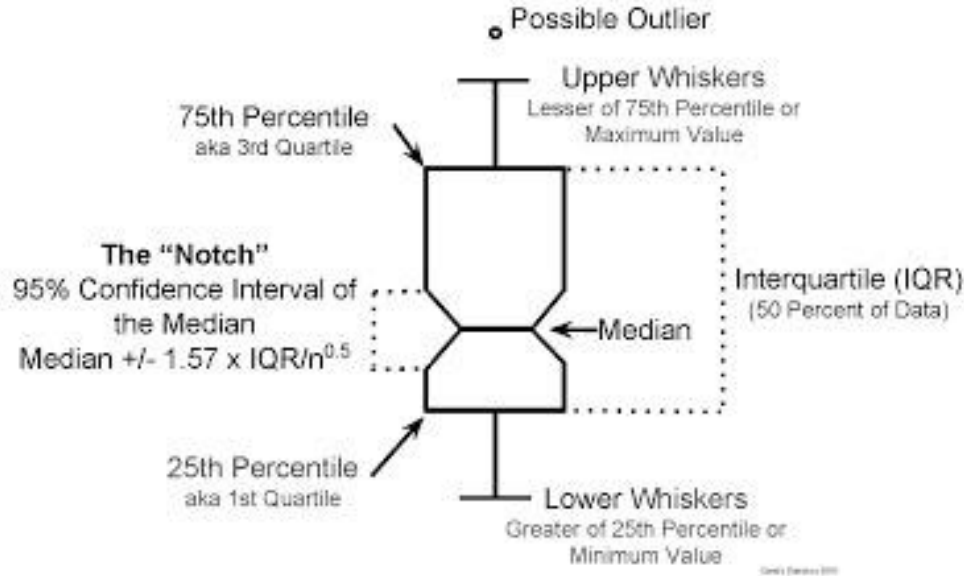 Possible Outlier
Upper Whiskers
Lesser of 75th Percentile or
Maximum Value
75th Percentile
aka 3rd Quartile
The “Notch”
95% Confidence Interval of
the Median
Median +/- 1.57 x IQR/n^0.5
Interquartile (IQR)
(50 Percent of Data)
Median
25th Percentile
aka 1st Quartile
Lower Whiskers
Greater of 25th Percentile or
Minimum Value